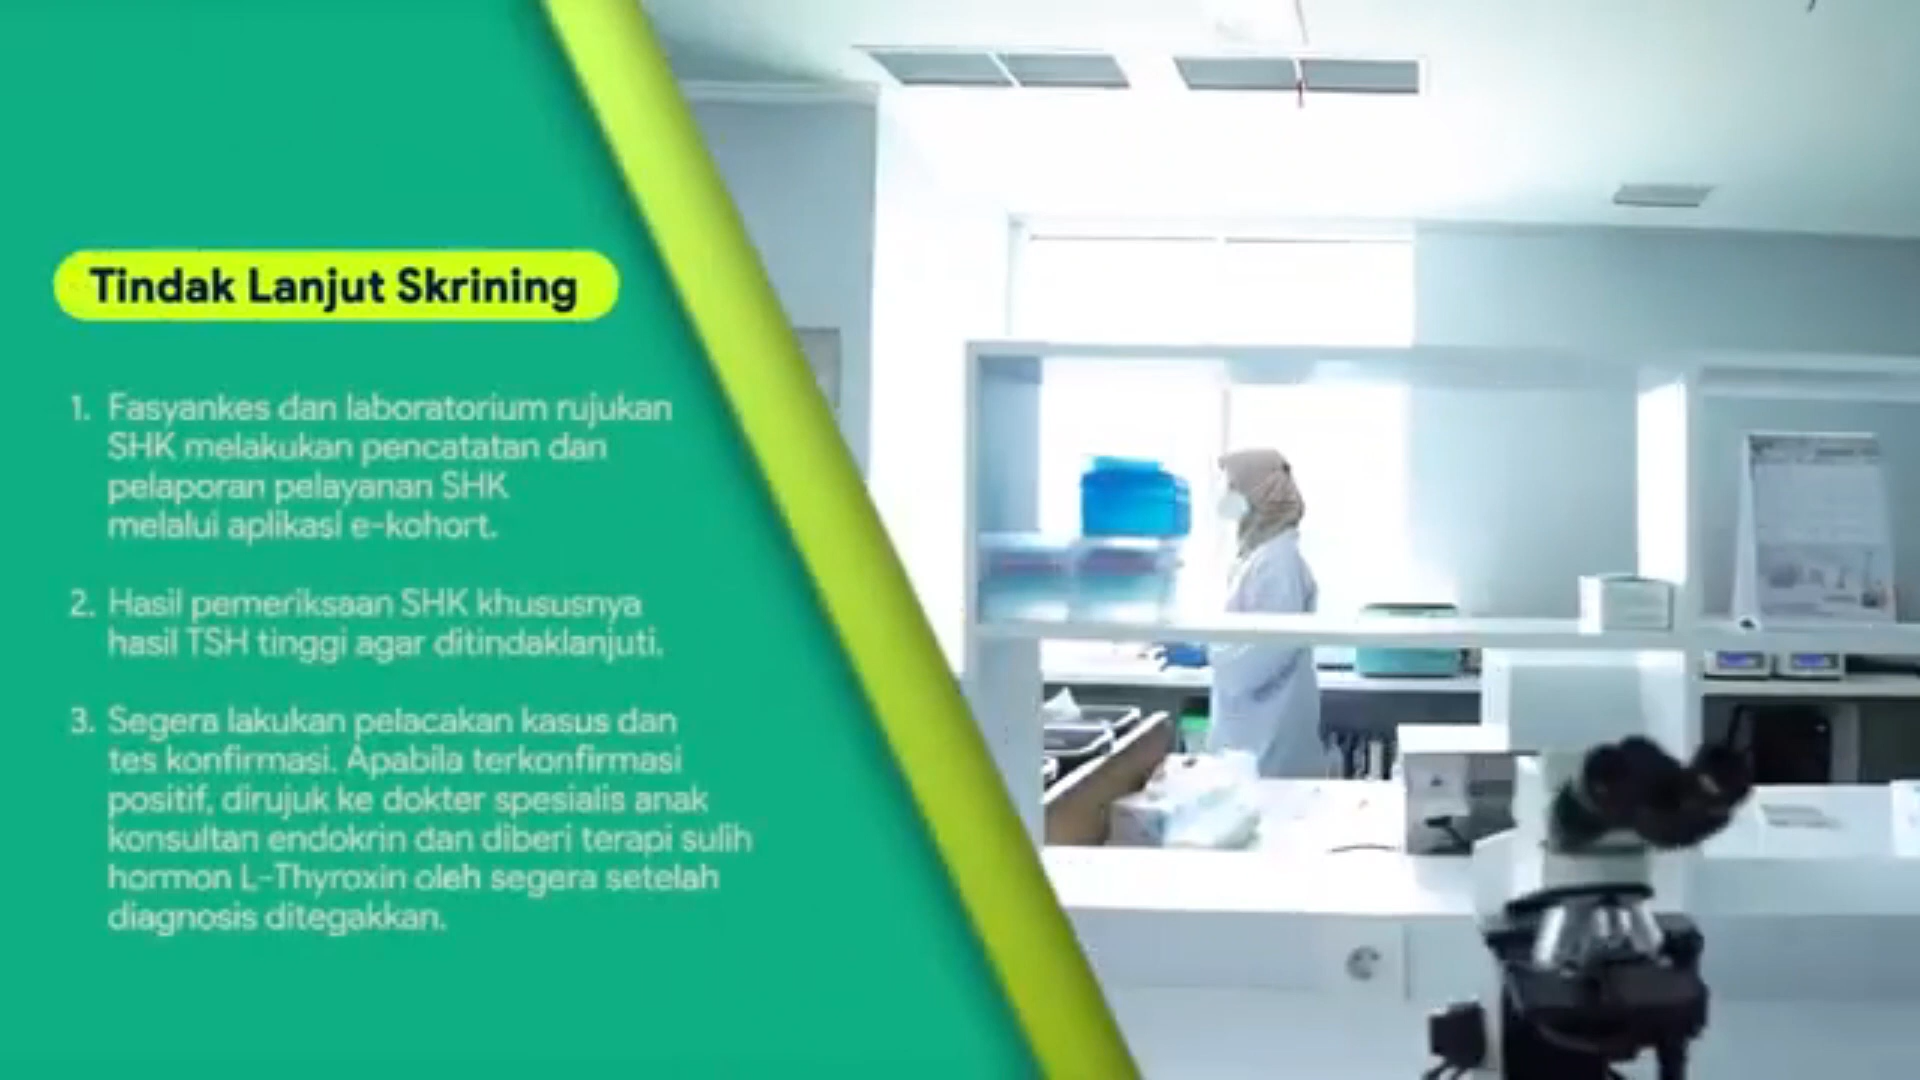 Tindak Lanjut Skrining
1. Fasyankes dan laboratorium rujukan
SHK melakukan pencatatan dan
pelaporan pelayanan SHK
melalui aplikasi e-kohort.
2. Hasil pemeriksaan SHK khususnya
hasil TSH tinggi agar ditindaklanjuti.
3. Segera lakukan pelacakan kasus dan
tes konfirmasi. Apabila terkonfirmasi
positif, dirujuk ke dokter spesialis anak
konsultan endokrin dan diberi terapi sulih
hormon L-Thyroxin oleh segera setelah
diagnosis ditegakkan.